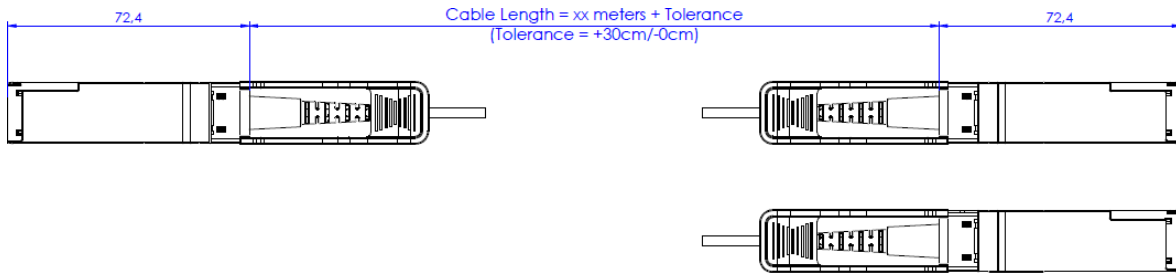 72,4
Cable Length = xx meters + Tolerance
72,4
(Tolerance = +30cm/-0cm)